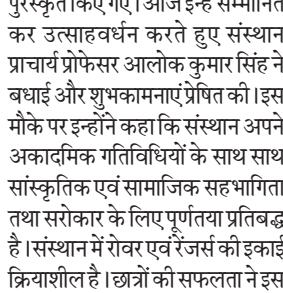 पुरस्कृत किए गए। आज इन्हें सम्मानित
कर उत्साहवर्धन करते हुए संस्थान
प्राचार्य प्रोफेसर आलोक कुमार सिंह ने
बधाई और शुभकामनाएं प्रेषित की।इस
मौके पर इन्होंने कहा कि संस्थान अपने
अकादमिक गतिविधियों के साथ साथ
सांस्कृतिक एवं सामाजिक सहभागिता
तथा सरोकार के लिए पूर्णतया प्रतिबद्ध
है।संस्थान में रोवर एवं रेंजर्स की इकाई
क्रियाशील है। छात्रों की सफलता ने इस